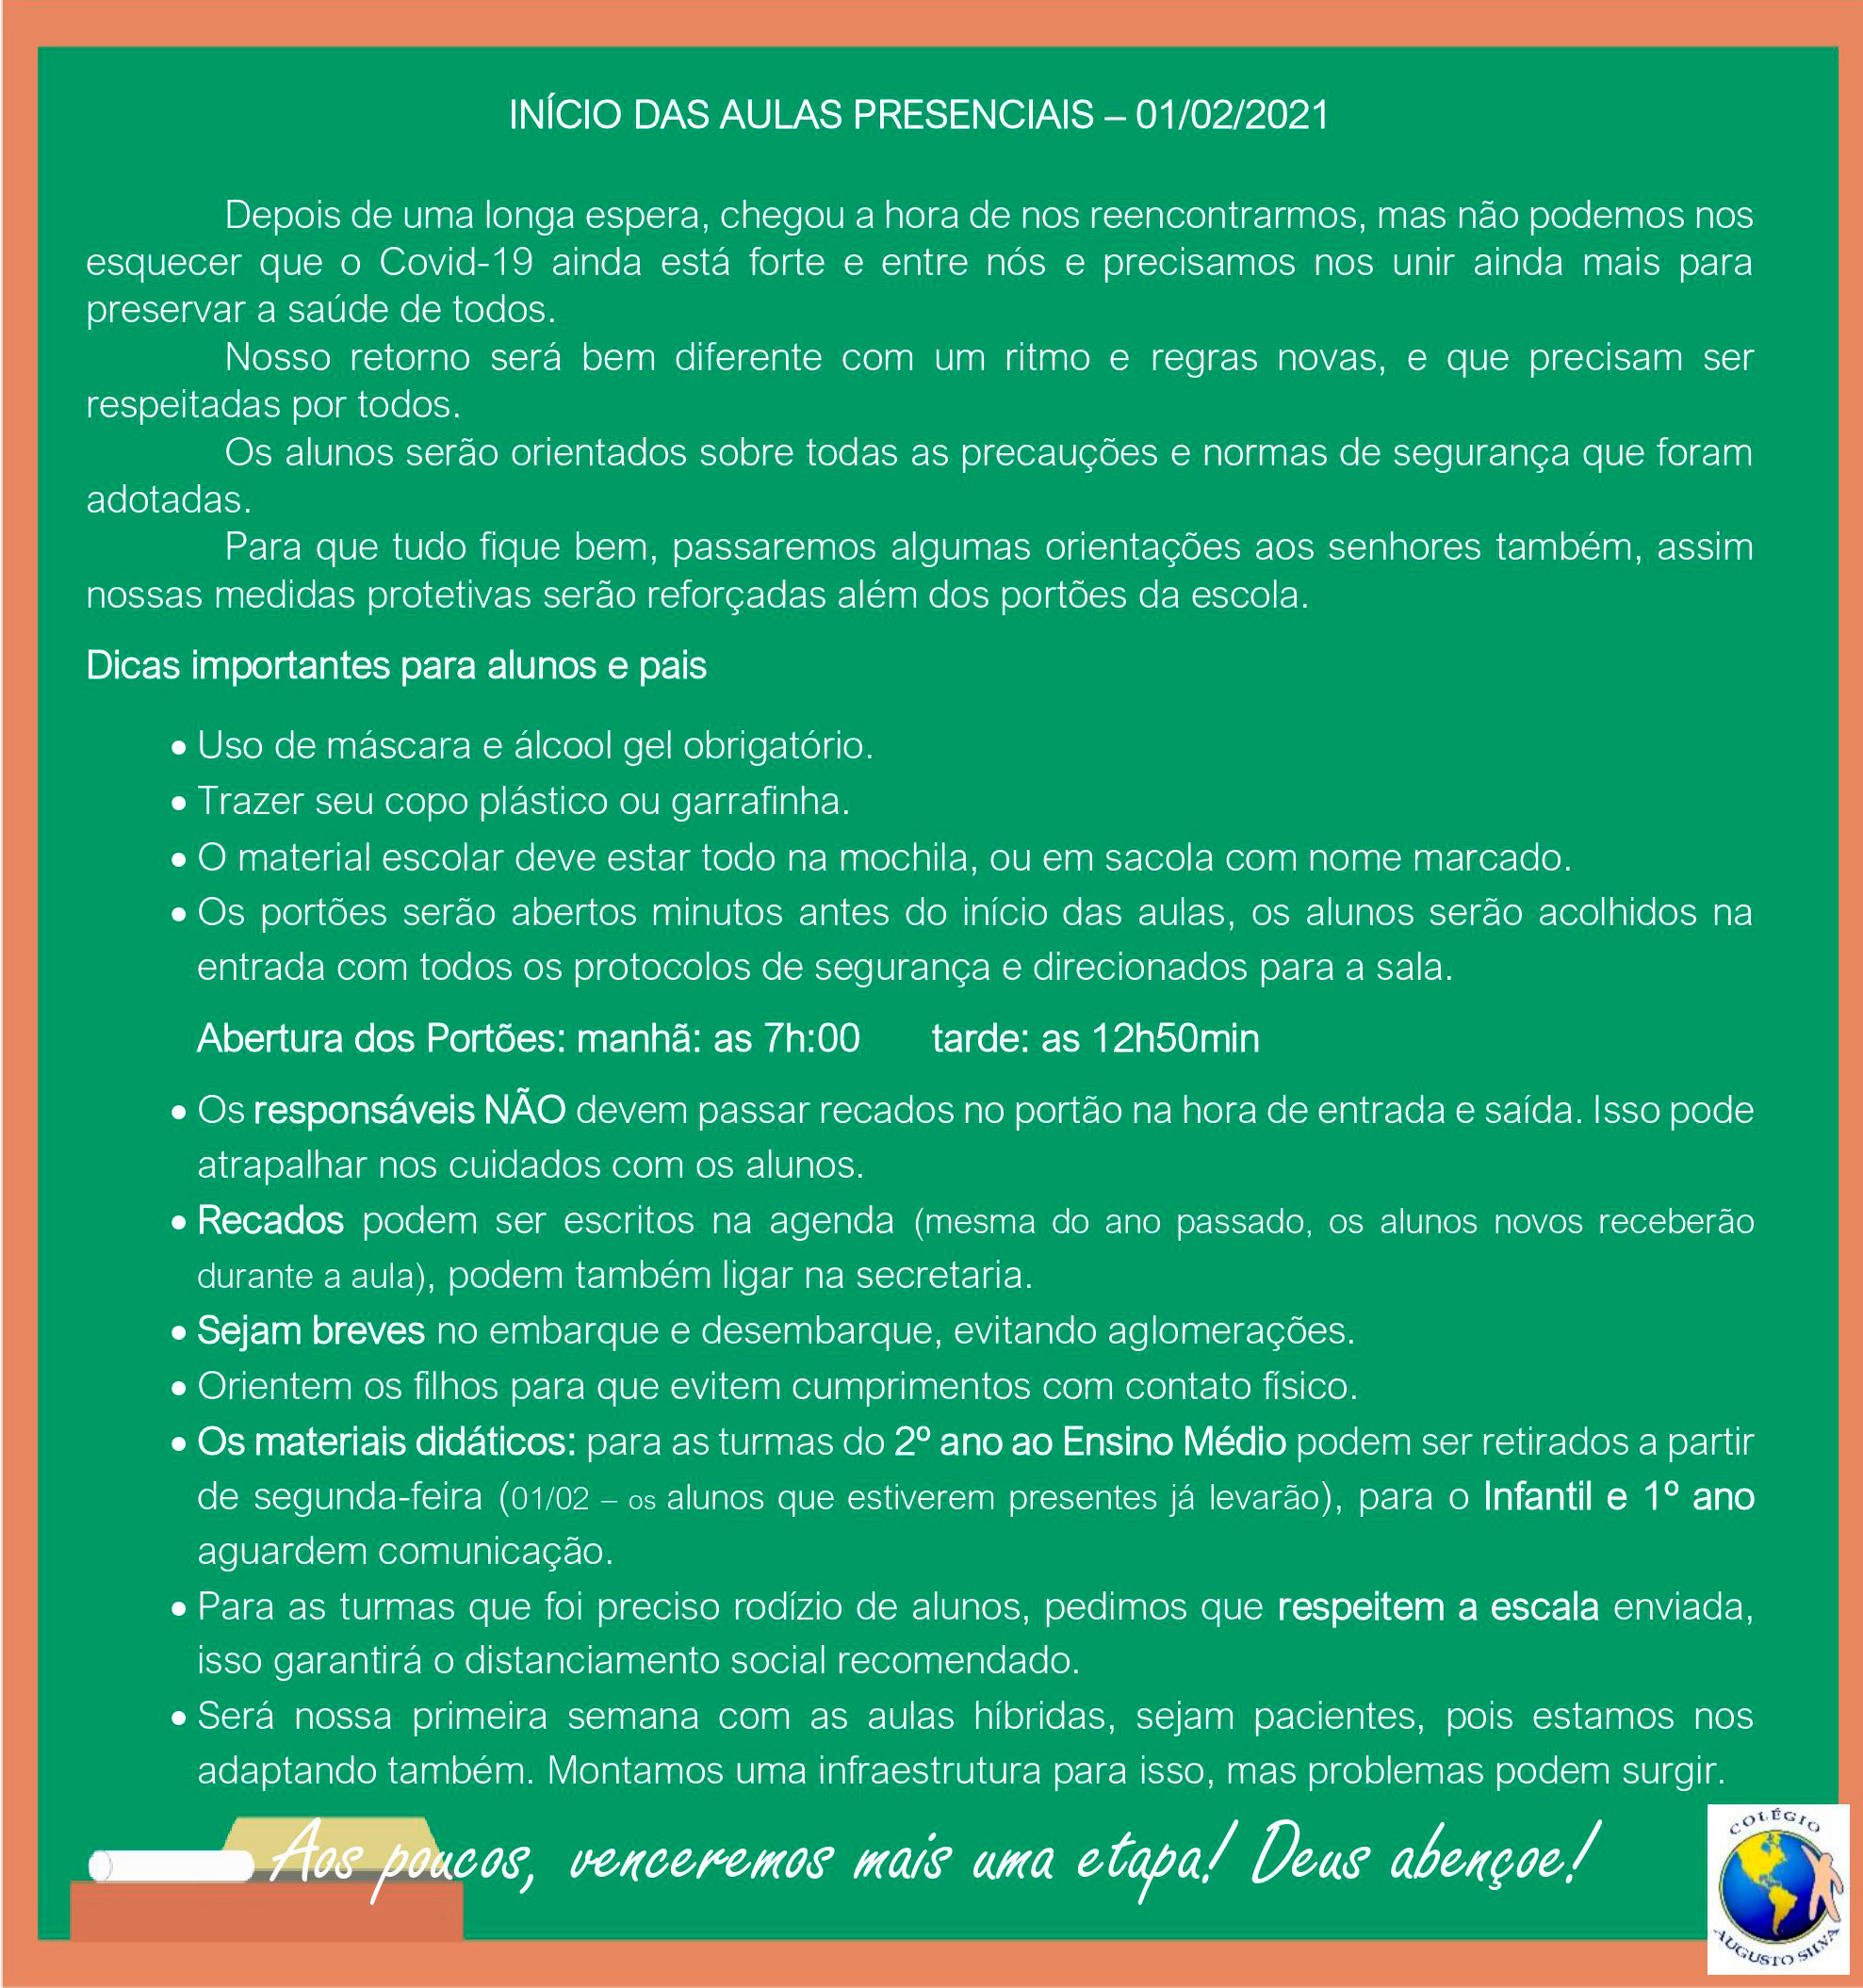 INÍCIO DAS AULAS PRESENCIAIS – 01/02/2021
Depois de uma longa espera, chegou a hora de nos reencontrarmos, mas não podemos nos
esquecer que o Covid-19 ainda está forte e entre nós e precisamos nos unir ainda mais para
preservar a saúde de todos.
Nosso retorno será bem diferente com um ritmo e regras novas, e que precisam ser
respeitadas por todos.
Os alunos serão orientados sobre todas as precauções e normas de segurança que foram
adotadas.
Para que tudo fique bem, passaremos algumas orientações aos senhores também, assim
nossas medidas protetivas serão reforçadas além dos portões da escola.
Dicas importantes para alunos e pais
• Uso de máscara e álcool gel obrigatório.
• Trazer seu copo plástico ou garrafinha.
• O material escolar deve estar todo na mochila, ou em sacola com nome marcado.
• Os portões serão abertos minutos antes do início das aulas, os alunos serão acolhidos na
entrada com todos os protocolos de segurança e direcionados para a sala.
Abertura dos Portões: manhã: as 7h:00 tarde: as 12h50min
• Os responsáveis NÃO devem passar recados no portão na hora de entrada e saída. Isso pode
atrapalhar nos cuidados com os alunos.
• Recados podem ser escritos na agenda (mesma do ano passado, os alunos novos receberão
durante a aula), podem também ligar na secretaria.
• Sejam breves no embarque e desembarque, evitando aglomerações.
• Orientem os filhos para que evitem cumprimentos com contato físico.
• Os materiais didáticos: para as turmas do 2º ano ao Ensino Médio podem ser retirados a partir
de segunda-feira (01/02 – os alunos que estiverem presentes já levarão), para o Infantil e 1º ano
aguardem comunicação.
• Para as turmas que foi preciso rodízio de alunos, pedimos que respeitem a escala enviada,
isso garantirá o distanciamento social recomendado.
• Será nossa primeira semana com as aulas híbridas, sejam pacientes, pois estamos nos
adaptando também. Montamos uma infraestrutura para isso, mas problemas podem surgir.
Aos poucos, venceremos mais uma etapa! Deus abençoe!
COLÉGIO
AUGUSTO SILVA